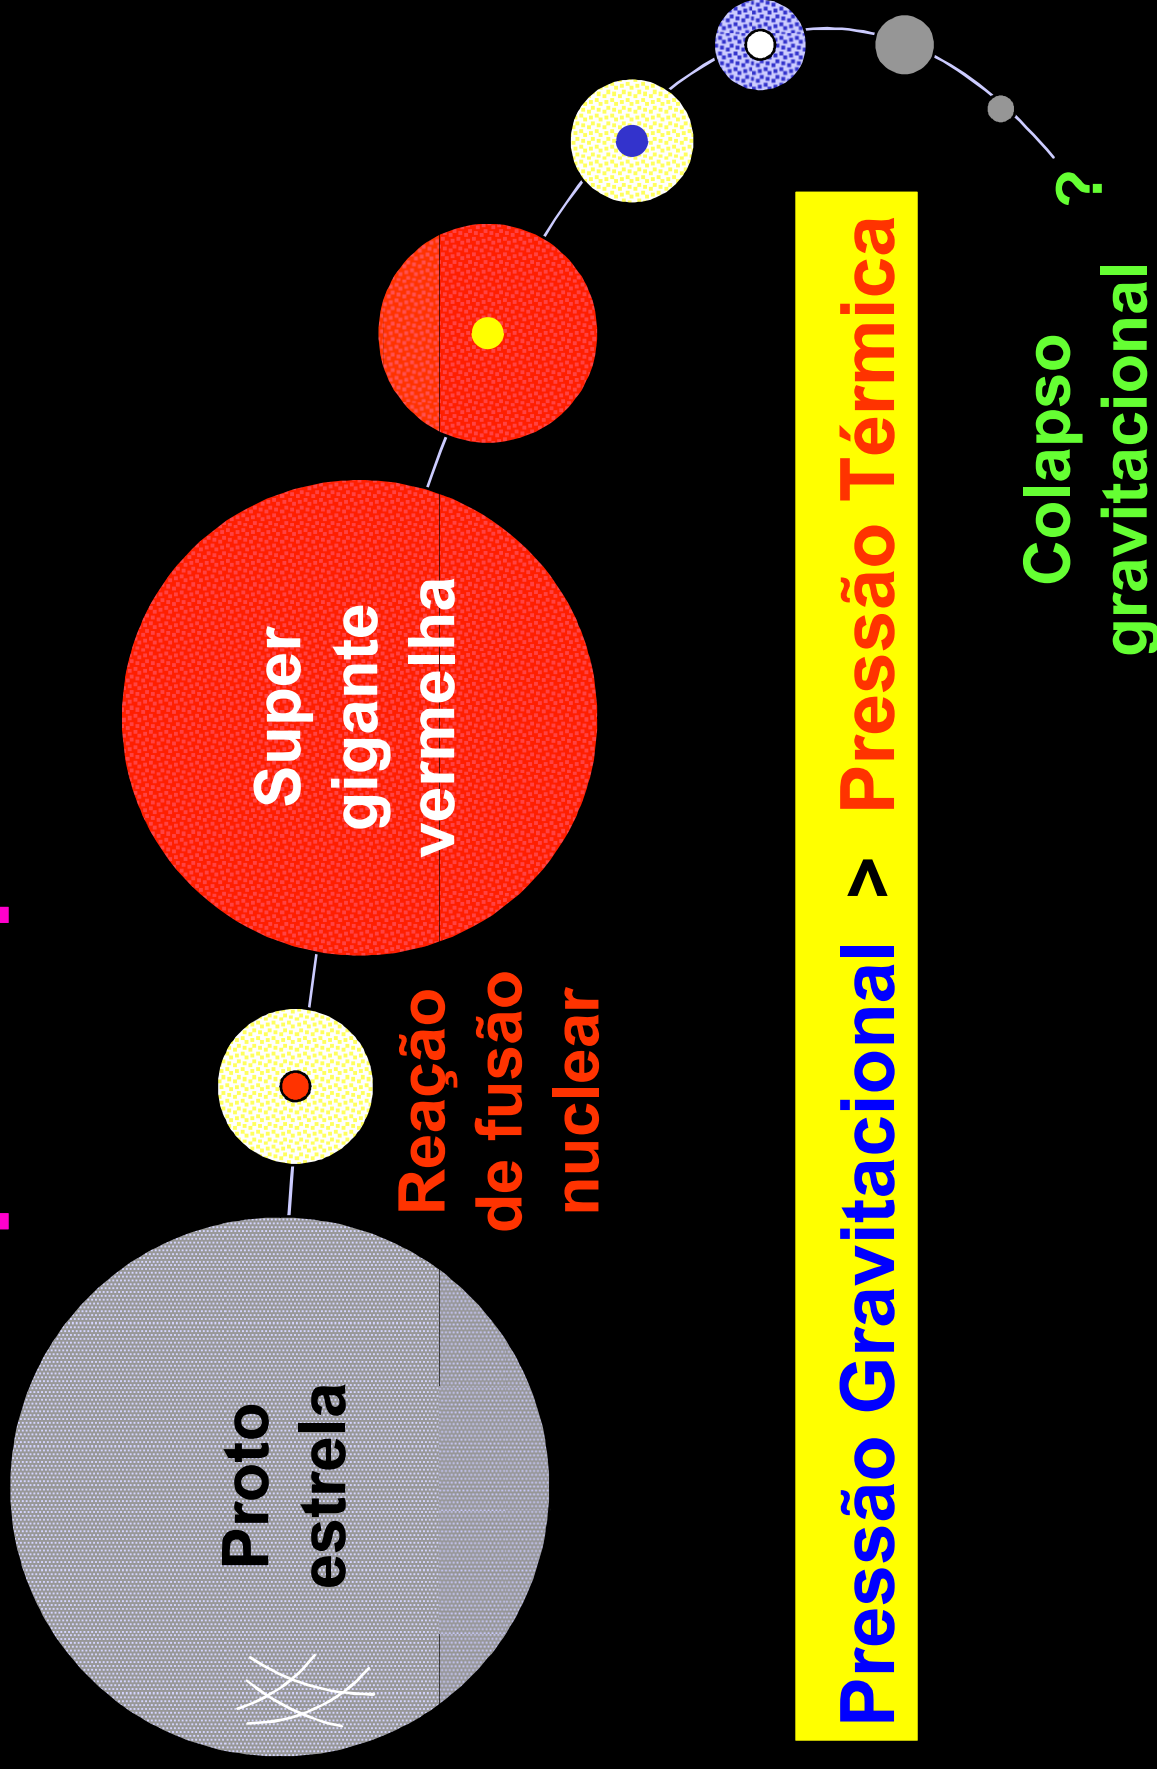 Proto
estrela
Reação
de fusão
nuclear
Super
gigante
vermelha
Pressão Gravitacional > Pressão Térmica
Colapso
gravitacional
?